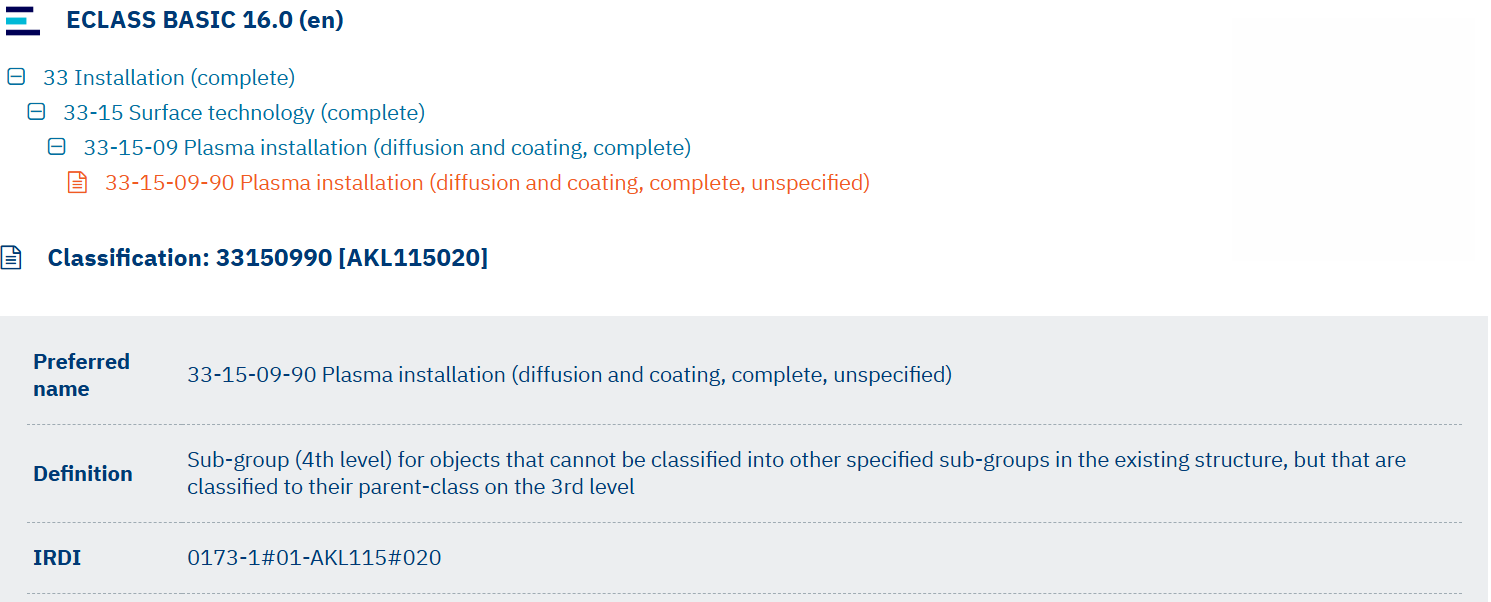 ECLASS BASIC 16.0 (en)
33 Installation (complete)
33-15 Surface technology (complete)
33-15-09 Plasma installation (diffusion and coating, complete)
33-15-09-90 Plasma installation (diffusion and coating, complete, unspecified)
Classification: 33150990 [AKL115020]
Preferred name
33-15-09-90 Plasma installation (diffusion and coating, complete, unspecified)
Definition
Sub-group (4th level) for objects that cannot be classified into other specified sub-groups in the existing structure, but that are
classified to their parent-class on the 3rd level
IRDI
0173-1#01-AKL115#020